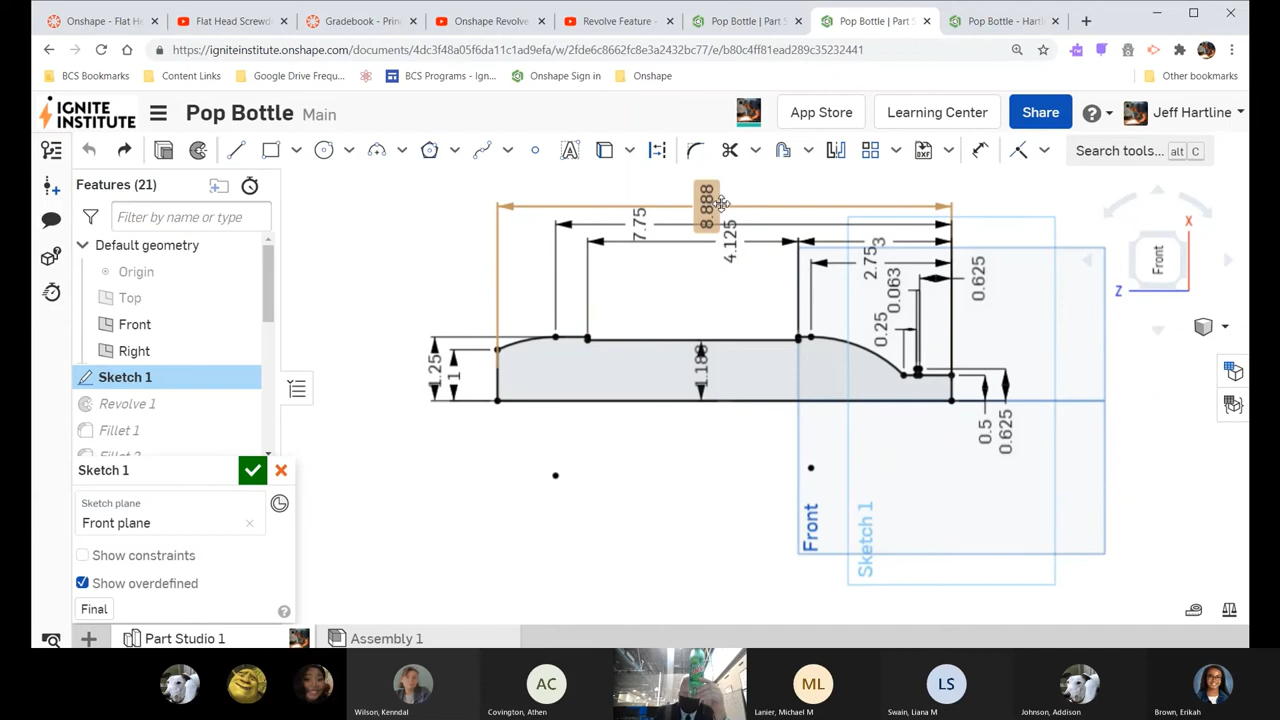 Onshape - Flat He
Flat Head Screwd
Gradebook - Princ
Onshape Revolve
Revolve Feature -
Pop Bottle | Part S
Pop Bottle | Part S
Pop Bottle - Hartli
https://igniteinstitute.onshape.com/documents/4dc3f48a05f6da11c1ad9efa/w/2fde6c8662fc8e3a2432bc77/e/b80c4ff81ead289c35232441
BCS Bookmarks
Content Links
Google Drive Frequ...
BCS Programs - Ign...
Onshape Sign in
Onshape
Other bookmarks
IGNITE
INSTITUTE
Pop Bottle Main
App Store
Learning Center
Share
Jeff Hartline
DXF
Search tools... alt C
Features (21)
Filter by name or type
Default geometry
Origin
Top
Front
Right
Sketch 1
Revolve 1
Fillet 1
Sketch 1
Sketch plane
Front plane
Show constraints
Show overdefined
Final
8.888
7.75
4.125
3
2.75
0.625
0.063
0.25
1.25
1
1.188
0.5
0.625
Front
Sketch 1
X
Front
Z
Part Studio 1
Assembly 1
Wilson, Kenndal
AC
Covington, Athen
ML
Lanier, Michael M
LS
Swain, Liana M
Johnson, Addison
Brown, Erikah